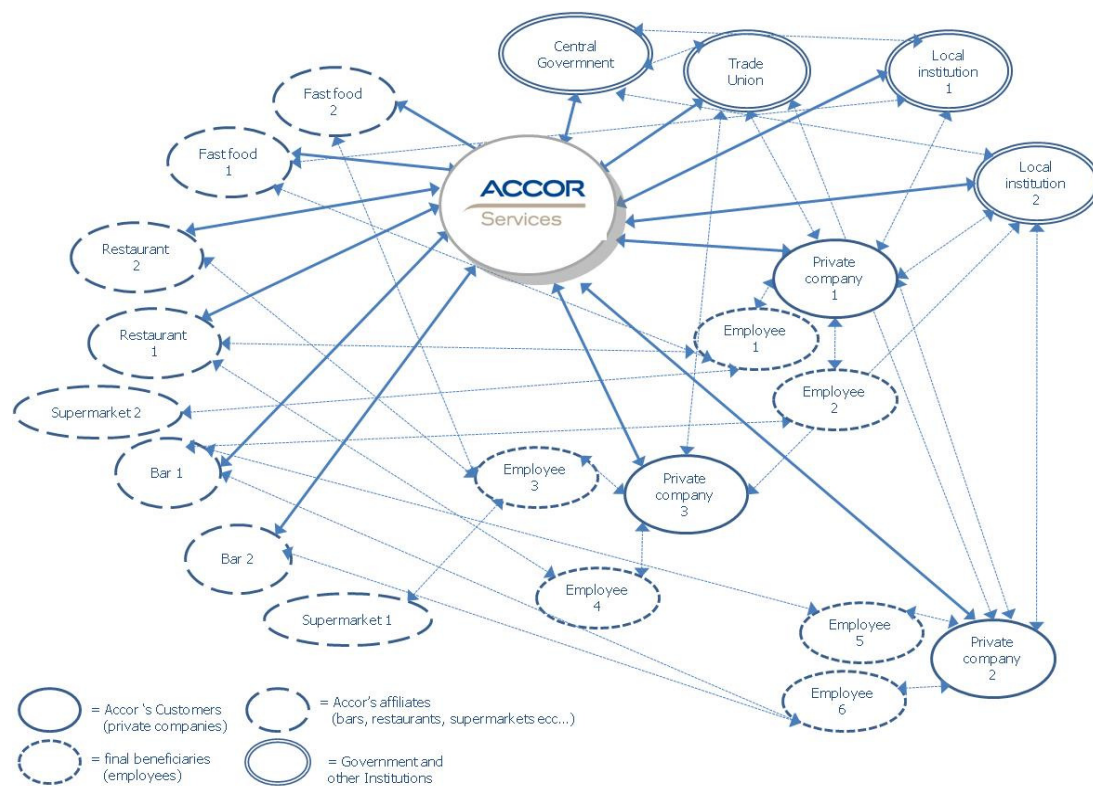 Central
Goverment
Trade
Union
Local
institution
1
Fast food
2
Fast food
1
ACCOR
Services
Local
institution
2
Restaurant
2
Private
company
1
Restaurant
1
Employee
1
Supermarket 2
Employee
2
Bar 1
Employee
3
Private
company
3
Bar 2
Employee
4
Supermarket 1
Employee
5
Private
company
2
Employee
6
= Accor ‘s Customers
(private companies)
= Accor’s affiliates
(bars, restaurants, supermarkets ecc...)
= final beneficiaries
(employees)
= Government and
other Institutions